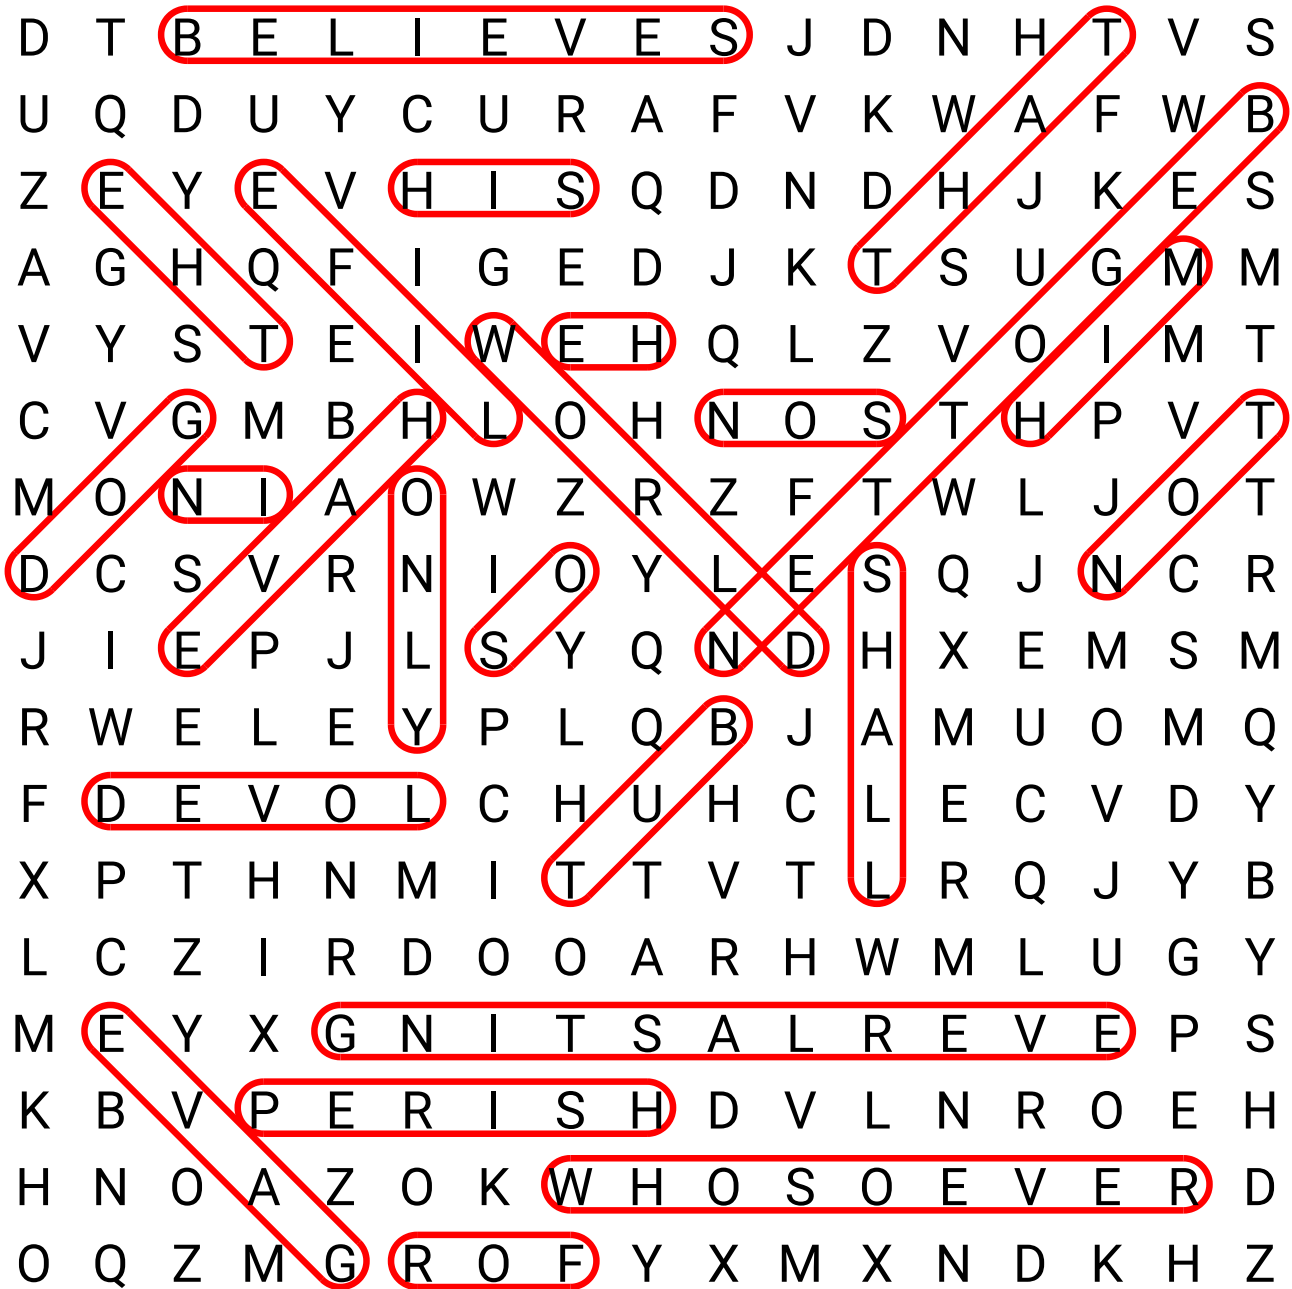 D T B E L I E V E S J D N H T V S
U Q D U Y C U R A F V K W A F W B
Z E Y E V H I S Q D N D H J K E S
A G H Q F I G E D J K T S U G M M
V Y S T E I W E H Q L Z V O I M T
C V G M B H L O H N O S T H P V T
M O N I A O W Z R Z F T W L J O T
D C S V R N I O Y L E S Q J N C R
J I E P J L S Y Q N D H X E M S M
R W E L E Y P L Q B J A M U O M Q
F D E V O L C H U H C L E C V D Y
X P T H N M I T T V T L R Q J Y B
L C Z I R D O O A R H W M L U G Y
M E Y X G N I T S A L R E V E P S
K B V P E R I S H D V L N R O E H
H N O A Z O K W H O S O E V E R D
O Q Z M G R O F Y X M X N D K H Z